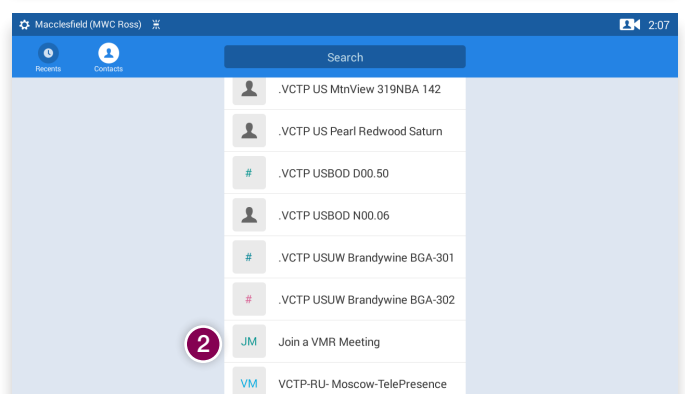 Macclesfield (MWC Ross)
2:07
Recents
Contacts
Search
.VCTP US MtnView 319NBA 142
.VCTP US Pearl Redwood Saturn
# .VCTP USBOD D00.50
.VCTP USBOD N00.06
# .VCTP USUW Brandywine BGA-301
# .VCTP USUW Brandywine BGA-302
2 JM Join a VMR Meeting
VM VCTP-RU- Moscow-TelePresence